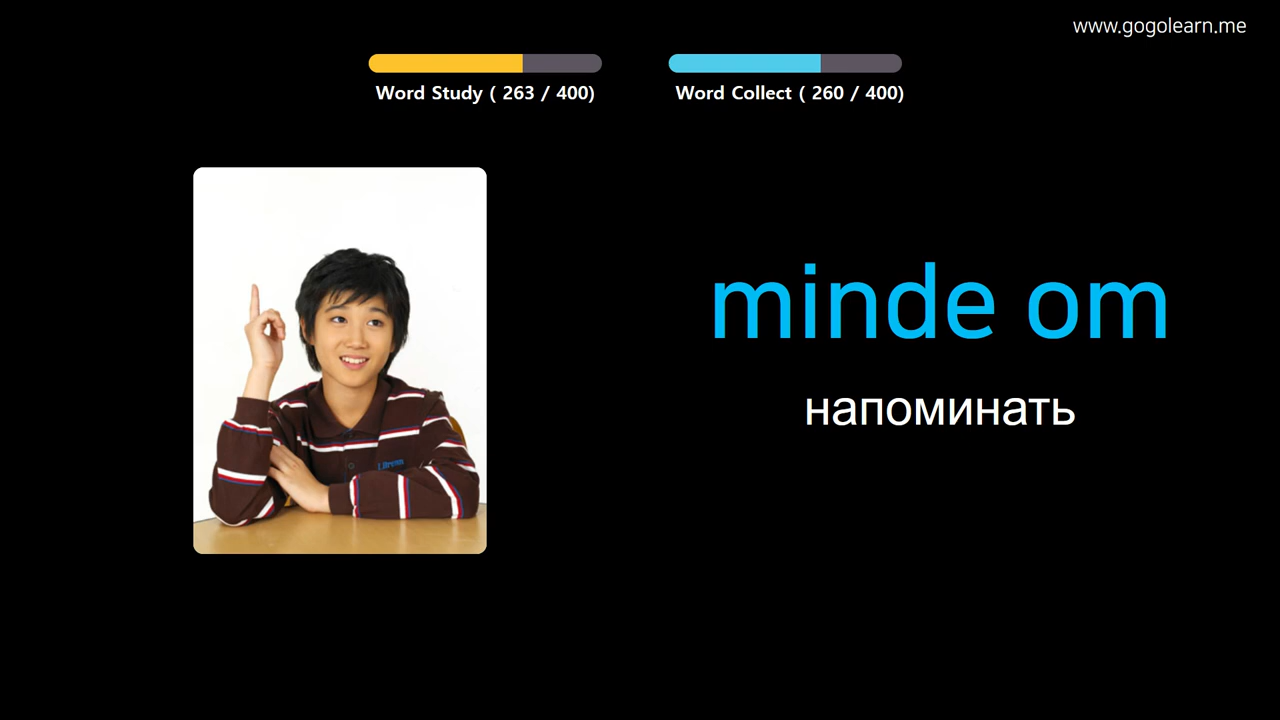 www.gogolearn.me
Word Study ( 263 / 400)
Word Collect ( 260 / 400)
minde om
напоминать